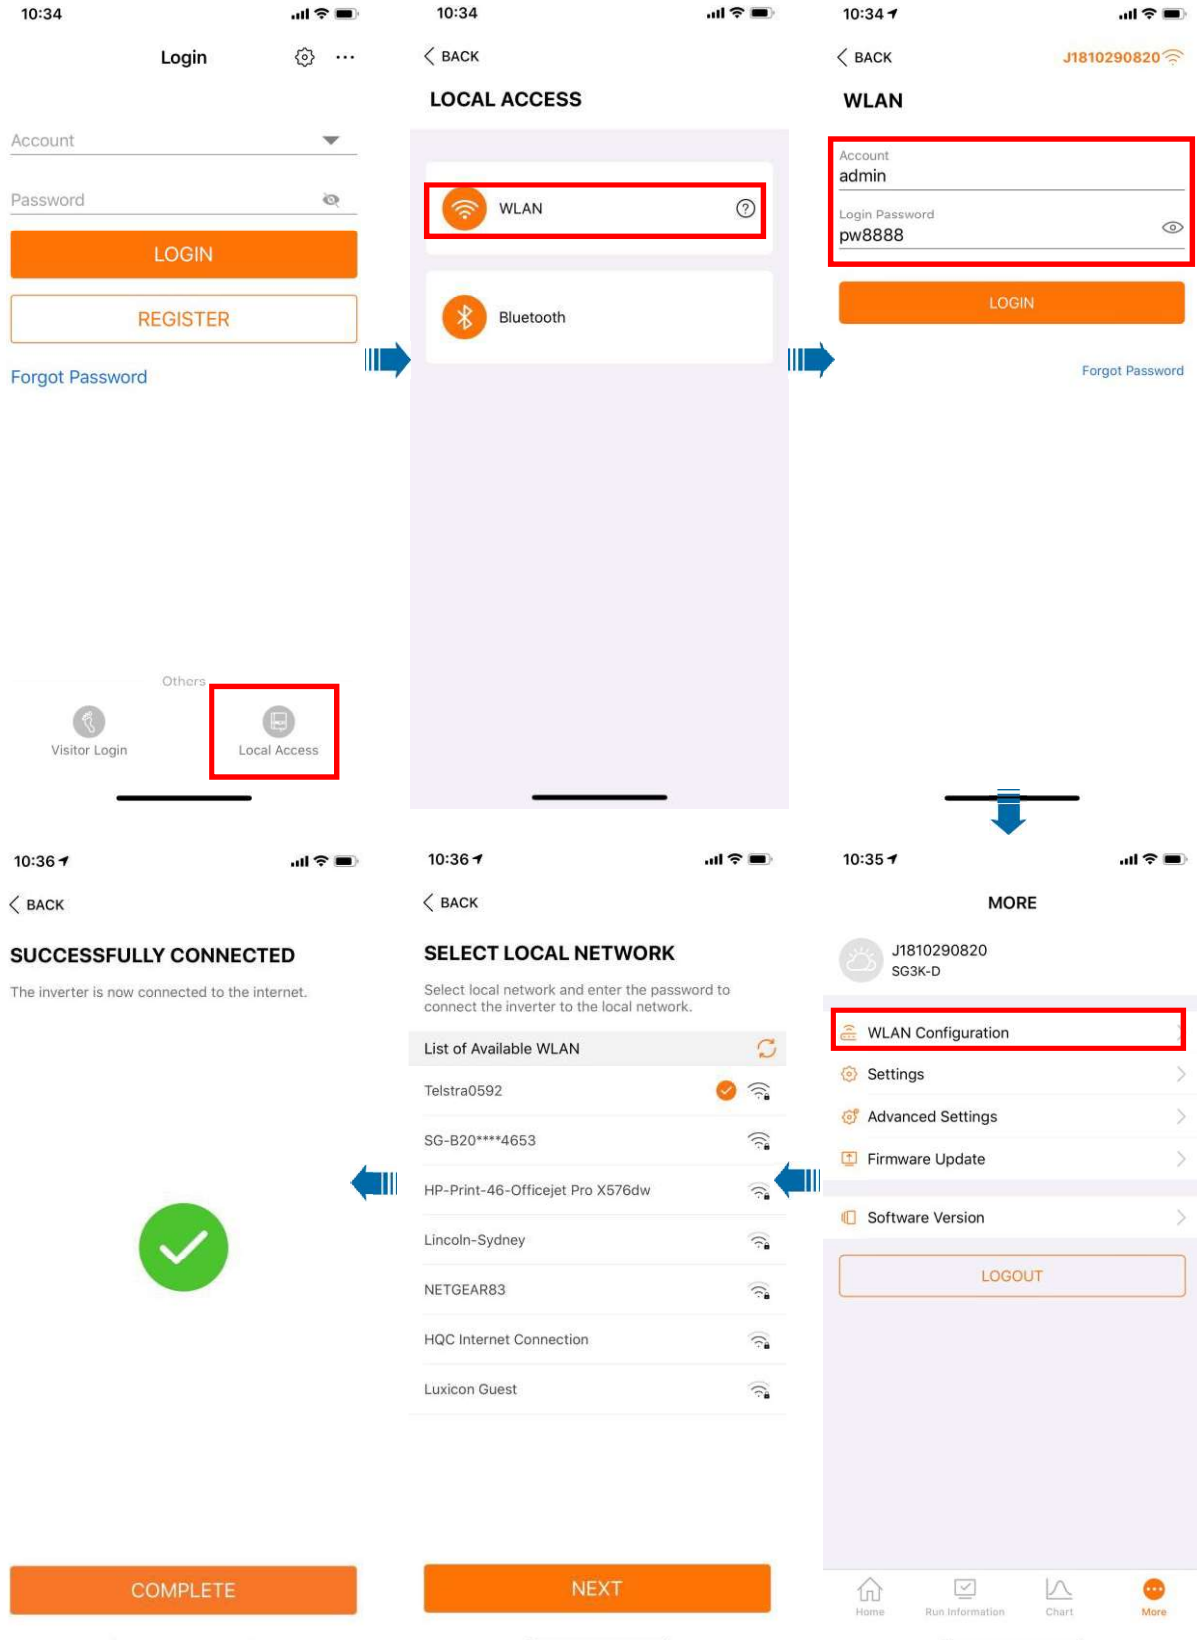 10:34
Login
Account
Password
LOGIN
REGISTER
Forgot Password
Others
Visitor Login
Local Access
10:34
BACK
LOCAL ACCESS
WLAN
?
Bluetooth
10:34
BACK
J1810290820
WLAN
Account
admin
Login Password
pw8888
LOGIN
Forgot Password
10:35
MORE
J1810290820
SG3K-D
WLAN Configuration
Settings
Advanced Settings
Firmware Update
Software Version
LOGOUT
Home
Run Information
Chart
More
10:36
BACK
SELECT LOCAL NETWORK
Select local network and enter the password to
connect the inverter to the local network.
List of Available WLAN
Telstra0592
SG-B20****4653
HP-Print-46-Officejet Pro X576dw
Lincoln-Sydney
NETGEAR83
HQC Internet Connection
Luxicon Guest
NEXT
10:36
BACK
SUCCESSFULLY CONNECTED
The inverter is now connected to the internet.
COMPLETE